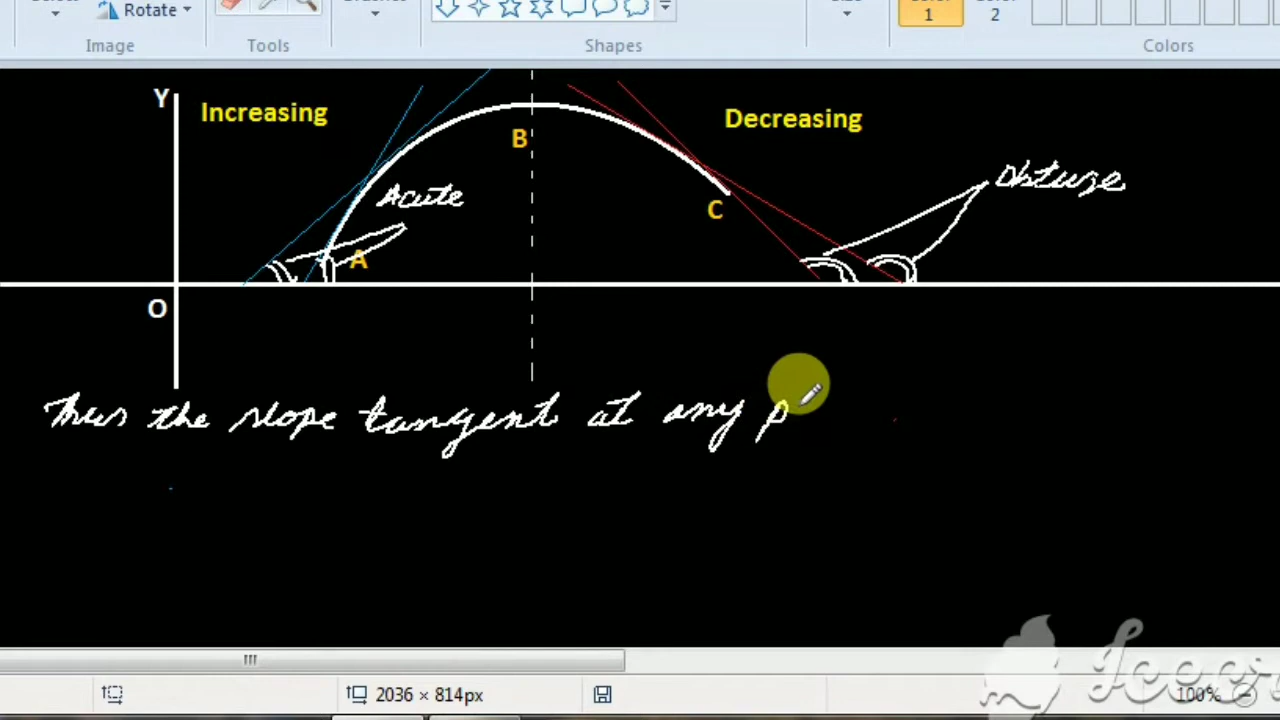 Rotate
1
2
Image
Tools
Shapes
Colors
Y
Increasing
B
Decreasing
Acute
Obtuse
C
A
O
Thus the slope tangent at any p
2036 × 814px
100%